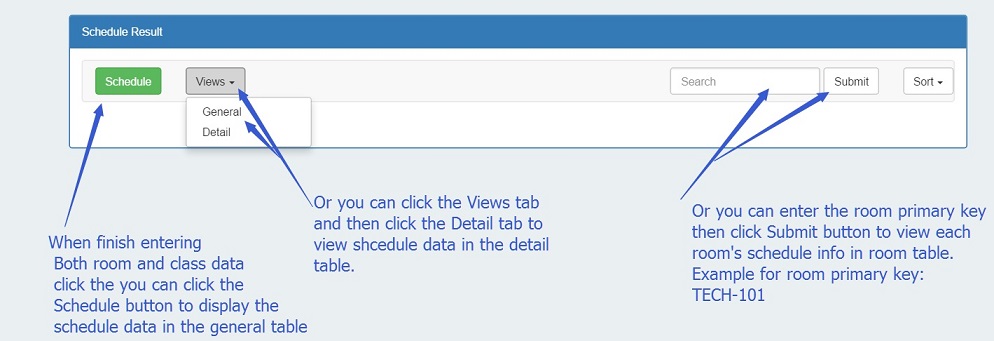 Schedule Result
Schedule
Views
Search
Submit
Sort
General
Detail
Or you can click the Views tab
and then click the Detail tab to
view shcedule data in the detail
table.
Or you can enter the room primary key
then click Submit button to view each
room's schedule info in room table.
Example for room primary key:
TECH-101
When finish entering
Both room and class data
click the you can click the
Schedule button to display the
schedule data in the general table